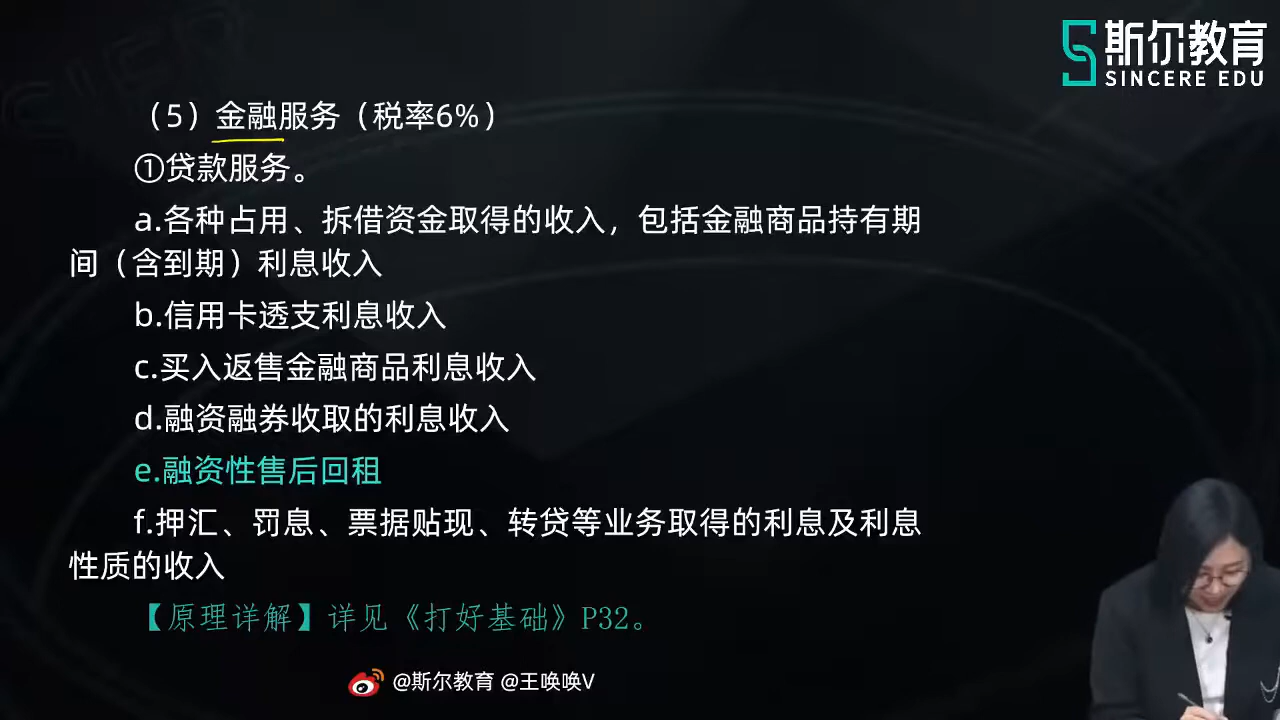 斯尔教育
SINCERE EDU
（5）金融服务（税率6%）
①贷款服务。
a.各种占用、拆借资金取得的收入，包括金融商品持有期
间（含到期）利息收入
b.信用卡透支利息收入
c.买入返售金融商品利息收入
d.融资融券收取的利息收入
e.融资性售后回租
f.押汇、罚息、票据贴现、转贷等业务取得的利息及利息
性质的收入
【原理详解】详见《打好基础》P32。
@斯尔教育 @王唤唤V